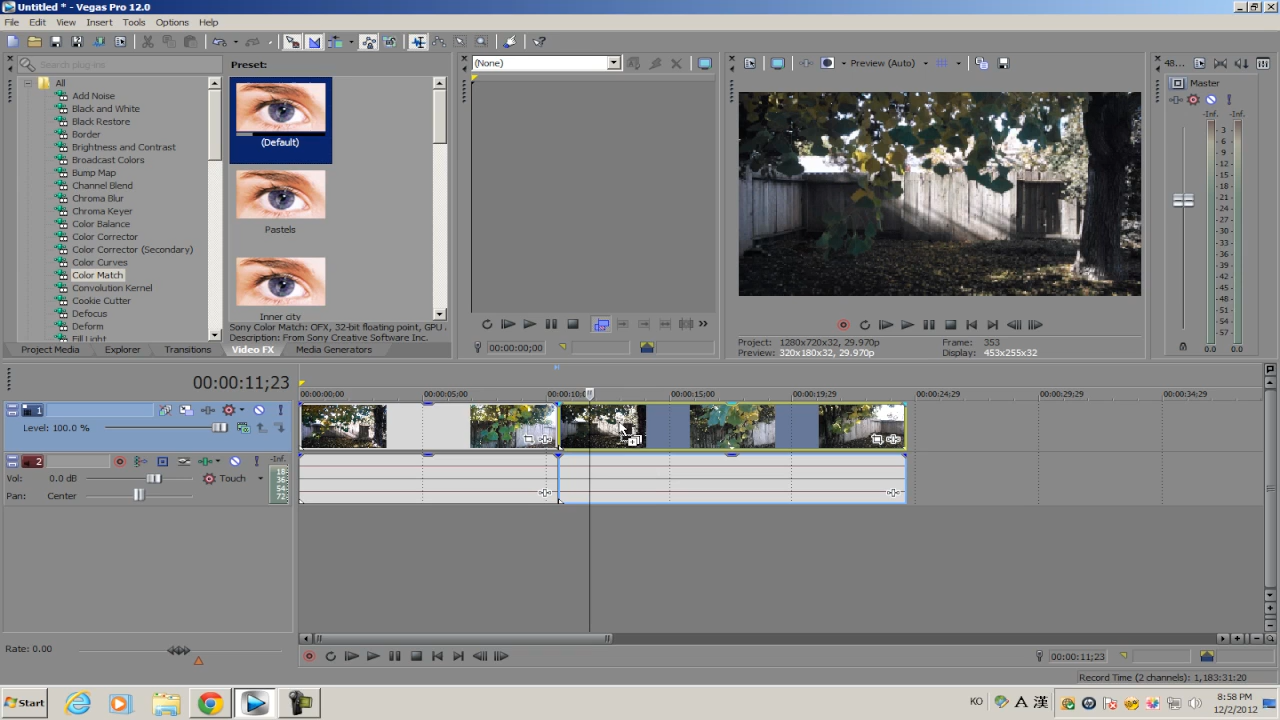 Untitled * - Vegas Pro 12.0
File Edit View Insert Tools Options Help
Search plug-ins
All
Add Noise
Black and White
Black Restore
Border
Brightness and Contrast
Broadcast Colors
Bump Map
Channel Blend
Chroma Blur
Chroma Keyer
Color Balance
Color Corrector
Color Corrector (Secondary)
Color Curves
Color Match
Convolution Kernel
Cookie Cutter
Defocus
Deform
Fill Light
Preset:
(Default)
Pastels
Inner city
Sony Color Match: OFX, 32-bit floating point, GPU
Description: From Sony Creative Software Inc.
Project Media Explorer Transitions Video FX Media Generators
(None)
00:00:00;00
Preview (Auto)
Project: 1280x720x32, 29.970p Frame: 353
Preview: 320x180x32, 29.970p Display: 453x255x32
48...
Master
-Inf. -Inf.
3
6
9
12
15
18
21
24
27
30
33
36
39
42
45
48
51
54
57
0.0 0.0
00:00:11;23
00:00:00;00 00:00:05;00 00:00:10;0 00:00:15;00 00:00:19;29 00:00:24;29 00:00:29;29 00:00:34;29
1
Level: 100.0 %
2
-Inf.
Vol: 0.0 dB Touch
Pan: Center
18
36
54
72
Rate: 0.00
00:00:11;23
Record Time (2 channels): 1,183:31:20
Start
KO A 漢
8:58 PM
12/2/2012